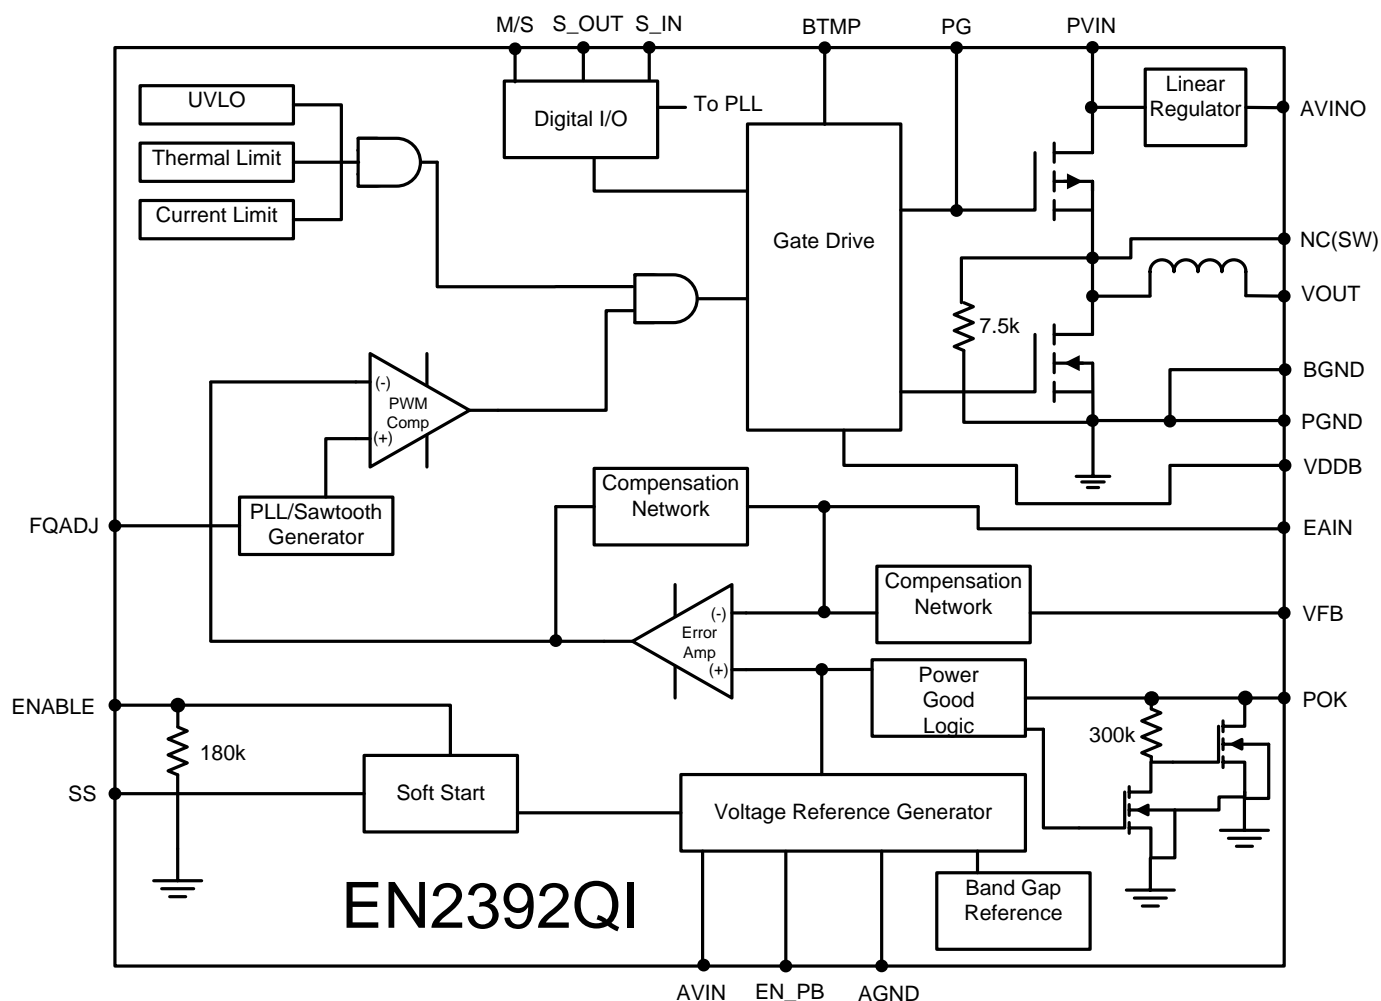 M/S
S_OUT
S_IN
BTMP
PG
PVIN
UVLO
Thermal Limit
Current Limit
Digital I/O
To PLL
Gate Drive
Linear
Regulator
AVINO
NC(SW)
VOUT
7.5k
BGND
PGND
VDDB
(-)
PWM
Comp
(+)
PLL/Sawtooth
Generator
FQADJ
Compensation
Network
EAIN
Compensation
Network
VFB
(-)
Error
Amp
(+)
Power
Good
Logic
POK
300k
ENABLE
180k
SS
Soft Start
Voltage Reference Generator
Band Gap
Reference
EN2392QI
AVIN
EN_PB
AGND